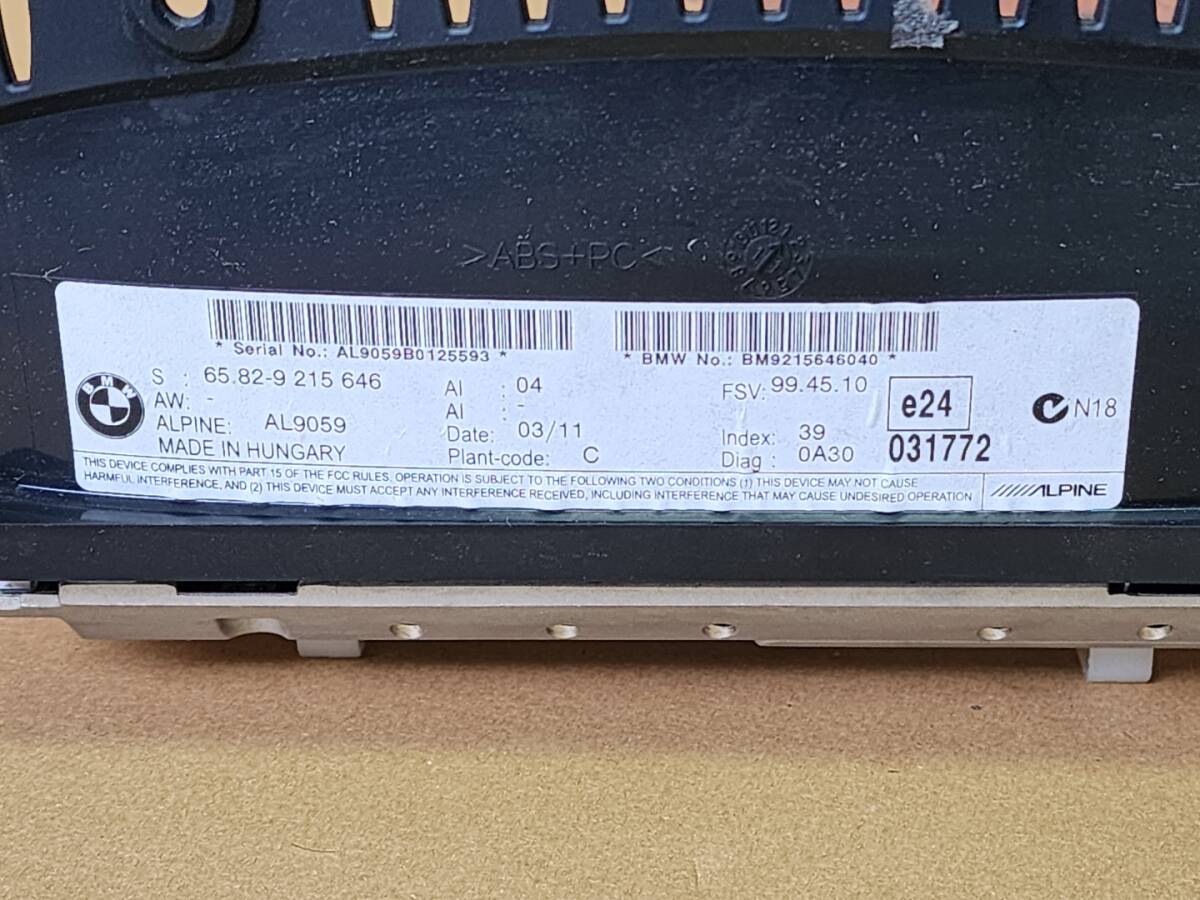 >ABS+PC<
* Serial No.: AL9059B0125593 *
* BMW No.: BM9215646040 *
BMW
S : 65.82-9 215 646
AW: -
ALPINE: AL9059
MADE IN HUNGARY
AI : 04
AI : -
Date: 03/11
Plant-code: C
FSV: 99.45.10
Index: 39
Diag : 0A30
e24
031772
N18
THIS DEVICE COMPLIES WITH PART 15 OF THE FCC RULES, OPERATION IS SUBJECT TO THE FOLLOWING TWO CONDITIONS (1) THIS DEVICE MAY NOT CAUSE
HARMFUL INTERFERENCE, AND (2) THIS DEVICE MUST ACCEPT ANY INTERFERENCE RECEIVED, INCLUDING INTERFERENCE THAT MAY CAUSE UNDESIRED OPERATION
ALPINE